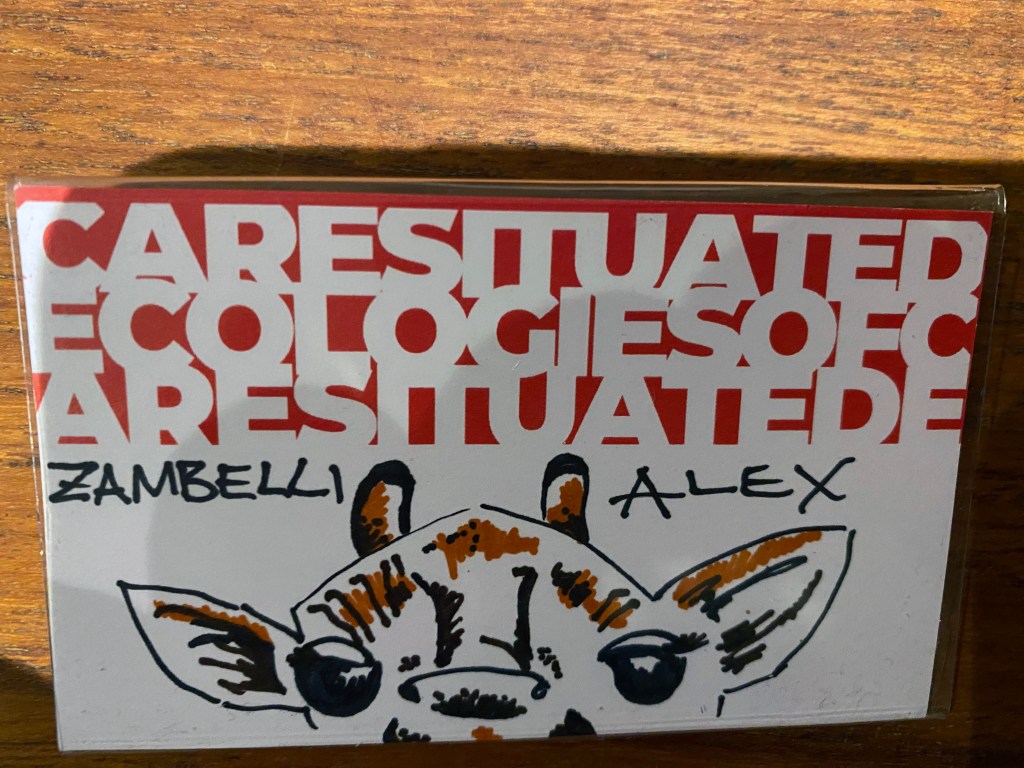 CARESITUATED
ECOLOGIESOFC
ARESITUATEDE
ZAMBELLI ALEX